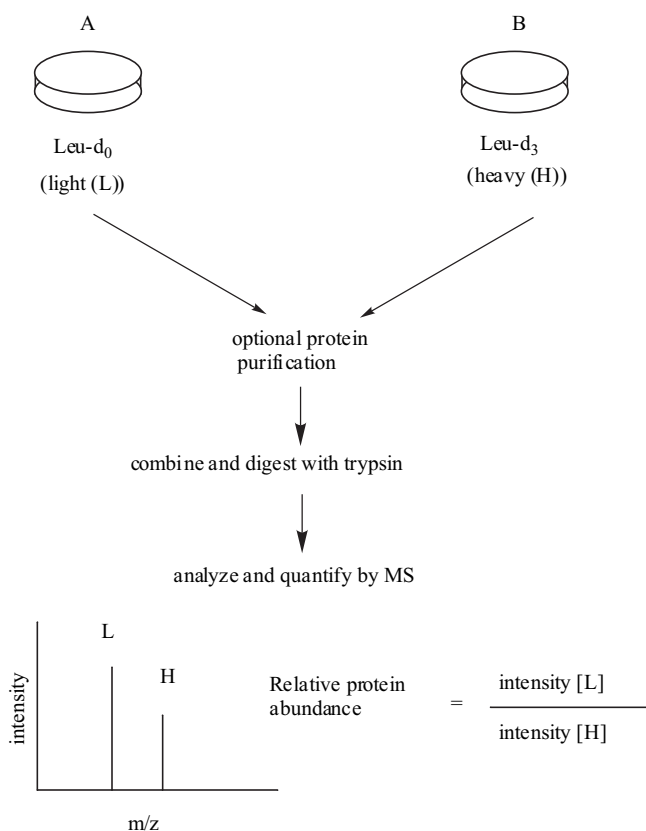 A
B
Leu-d₀
(light (L))
Leu-d₃
(heavy (H))
optional protein
purification
combine and digest with trypsin
analyze and quantify by MS
intensity
L
H
m/z
Relative protein
abundance
=
intensity [L]
intensity [H]